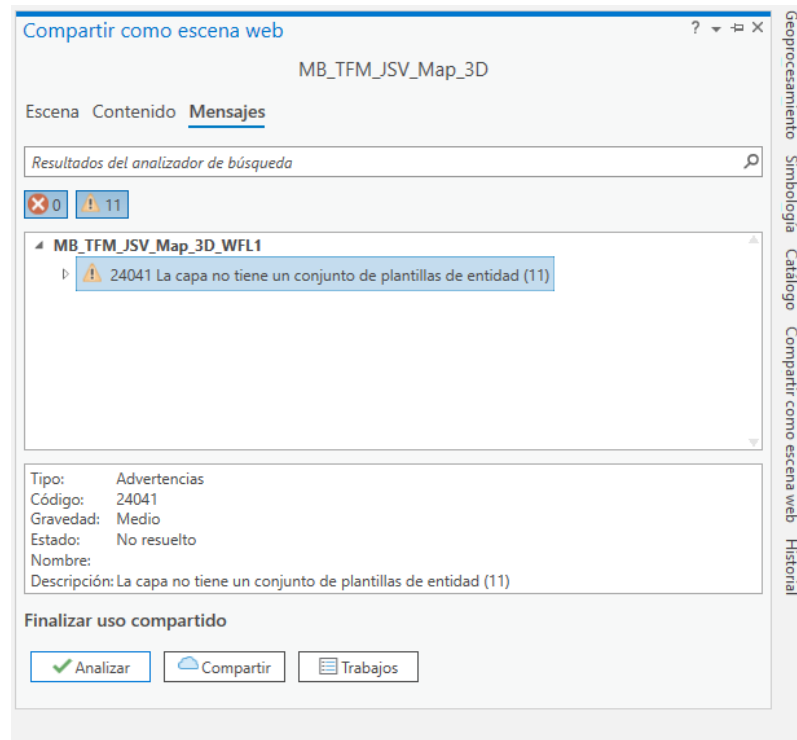 Compartir como escena web
?
MB_TFM_JSV_Map_3D
Escena Contenido Mensajes
Resultados del analizador de búsqueda
0 11
MB_TFM_JSV_Map_3D_WFL1
24041 La capa no tiene un conjunto de plantillas de entidad (11)
Tipo: Advertencias
Código: 24041
Gravedad: Medio
Estado: No resuelto
Nombre:
Descripción: La capa no tiene un conjunto de plantillas de entidad (11)
Finalizar uso compartido
Analizar Compartir Trabajos
Geoprocesamiento
Simbología
Catálogo
Compartir como escena web
Historial